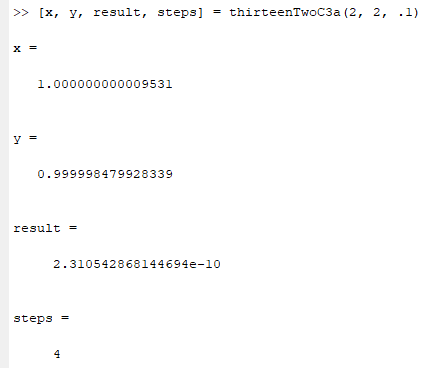 >> [x, y, result, steps] = thirteenTwoC3a(2, 2, .1)
x =
1.000000000009531
y =
0.999998479928339
result =
2.310542868144694e-10
steps =
4